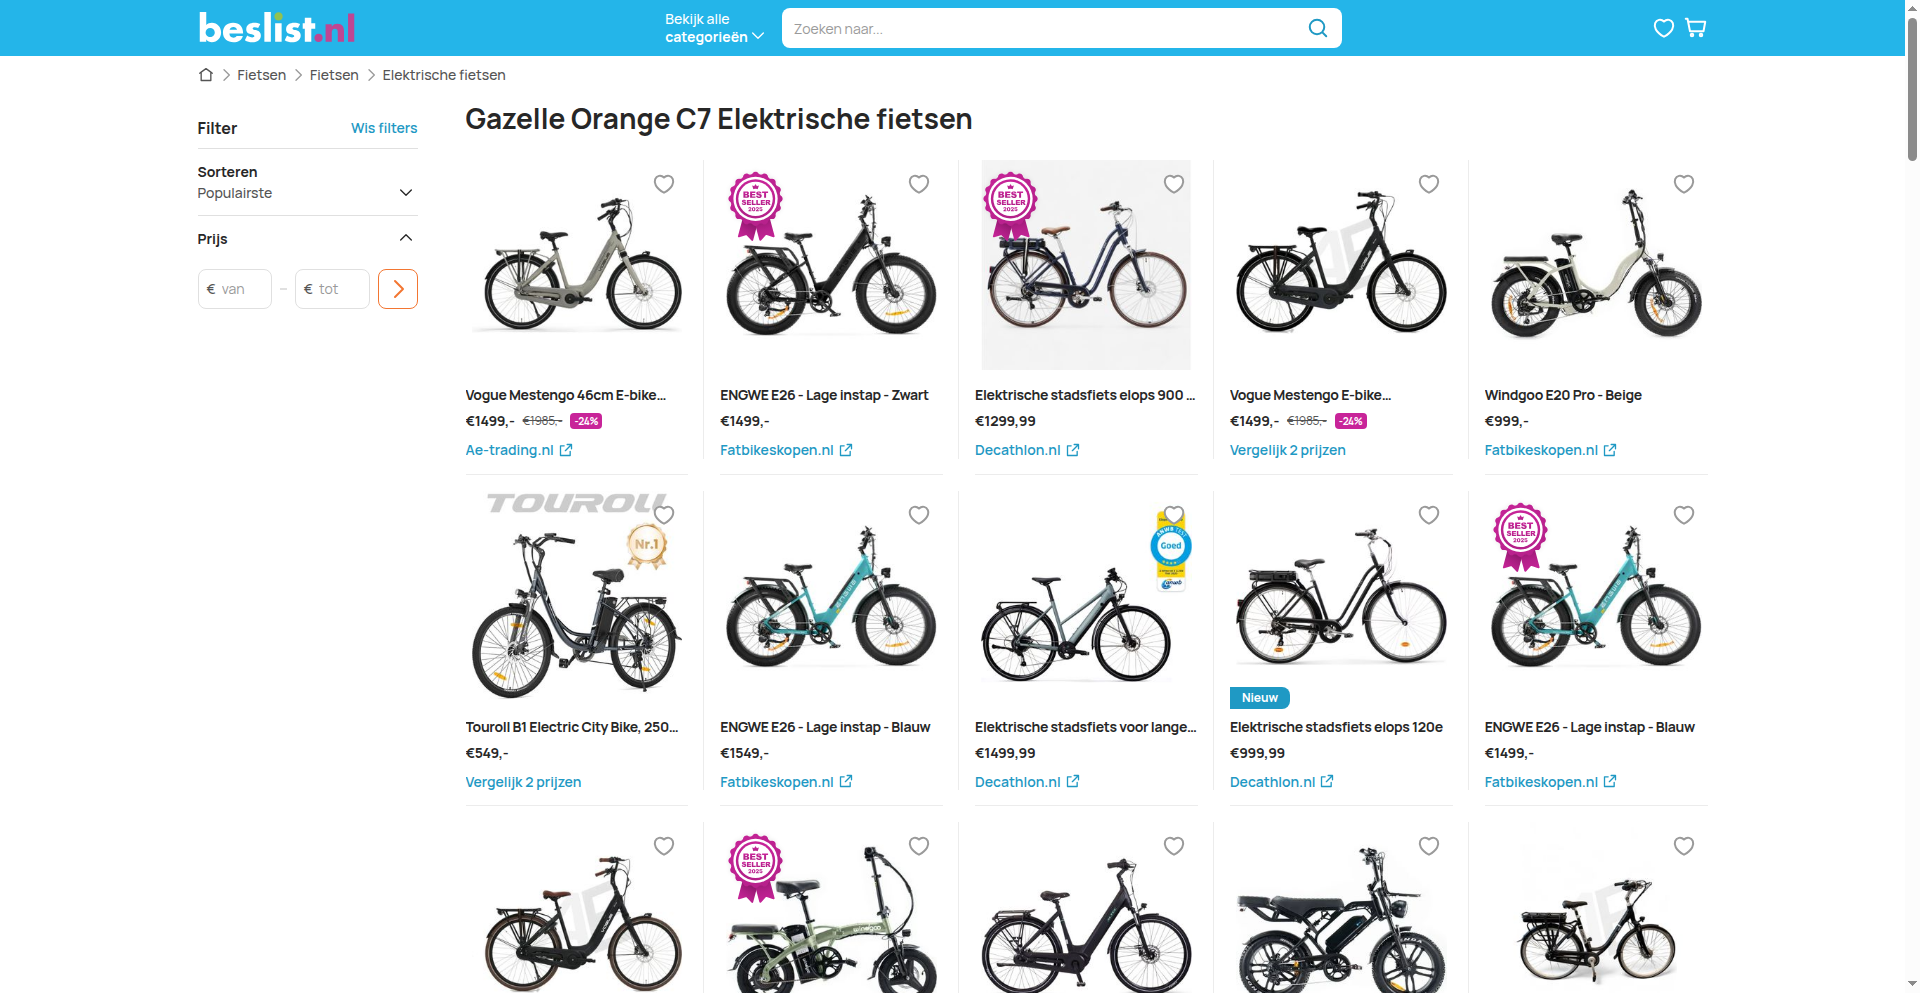 beslist.nl
Bekijk alle
categorieën
Zoeken naar...
Fietsen
Fietsen
Elektrische fietsen
Filter
Wis filters
Sorteren
Populairste
Prijs
€ van
–
€ tot
Gazelle Orange C7 Elektrische fietsen
BEST
SELLER
2025
BEST
SELLER
2025
Vogue Mestengo 46cm E-bike...
€1499,- €1985,- -24%
Ae-trading.nl
ENGWE E26 - Lage instap - Zwart
€1499,-
Fatbikeskopen.nl
Elektrische stadsfiets elops 900 ...
€1299,99
Decathlon.nl
Vogue Mestengo E-bike...
€1499,- €1985,- -24%
Vergelijk 2 prijzen
Windgoo E20 Pro - Beige
€999,-
Fatbikeskopen.nl
TOUROLL
Nr.1
Goed
anwb
BEST
SELLER
2025
Nieuw
Touroll B1 Electric City Bike, 250...
€549,-
Vergelijk 2 prijzen
ENGWE E26 - Lage instap - Blauw
€1549,-
Fatbikeskopen.nl
Elektrische stadsfiets voor lange...
€1499,99
Decathlon.nl
Elektrische stadsfiets elops 120e
€999,99
Decathlon.nl
ENGWE E26 - Lage instap - Blauw
€1499,-
Fatbikeskopen.nl
BEST
SELLER
2025